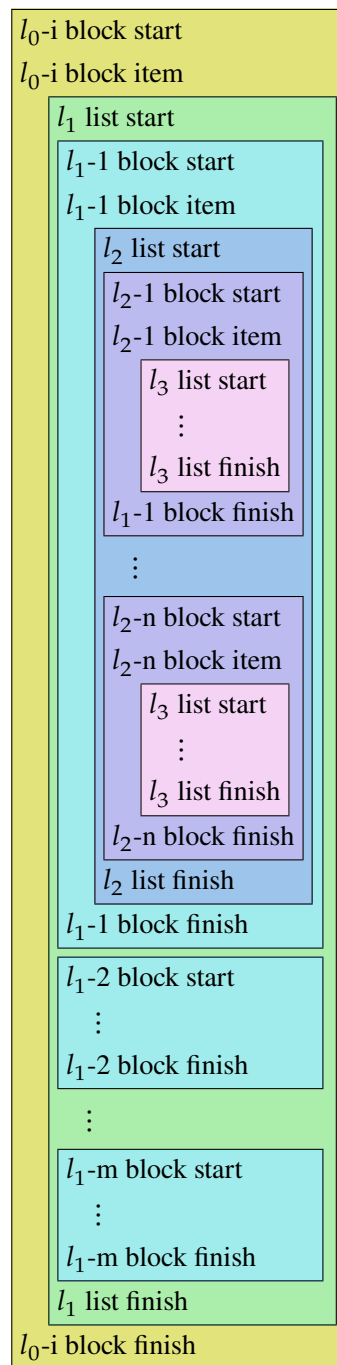 l₀-i block start
l₀-i block item
l₁ list start
l₁-1 block start
l₁-1 block item
l₂ list start
l₂-1 block start
l₂-1 block item
l₃ list start
⋮
l₃ list finish
l₁-1 block finish
⋮
l₂-n block start
l₂-n block item
l₃ list start
⋮
l₃ list finish
l₂-n block finish
l₂ list finish
l₁-1 block finish
l₁-2 block start
⋮
l₁-2 block finish
⋮
l₁-m block start
⋮
l₁-m block finish
l₁ list finish
l₀-i block finish